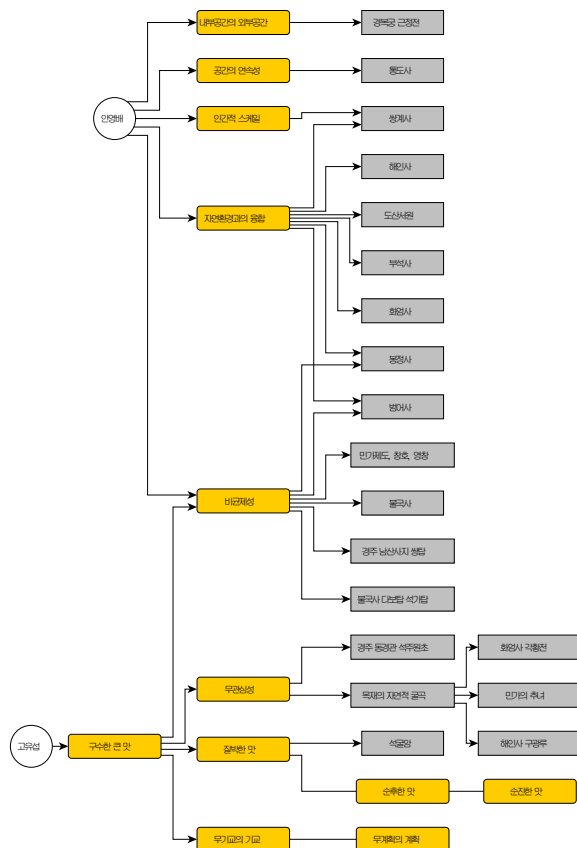 내부공간의 외부공간
경복궁 근정전
공간의 연속성
통도사
안영배
인간적 스케일
쌍계사
해인사
자연환경과의 융합
도산서원
부석사
화엄사
봉정사
범어사
민가제도, 창호, 영창
비균제성
불국사
경주 남산사지 쌍탑
불국사 다보탑 석가탑
경주 동경관 석주원초
화엄사 각황전
무관심성
목재의 자연적 굴곡
민가의 추녀
고유섭
구수한 큰 맛
질박한 맛
석굴암
해인사 구광루
순후한 맛
순진한 맛
무기교의 기교
무계획의 계획